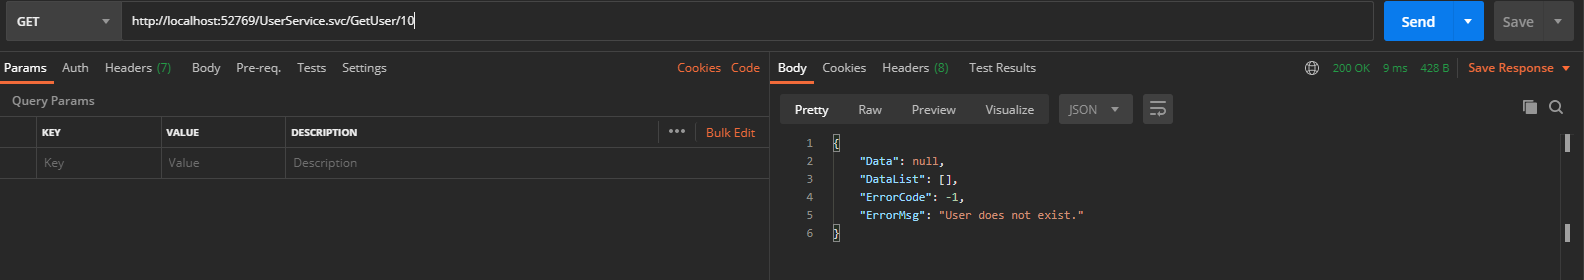 GET http://localhost:52769/UserService.svc/GetUser/10 Send Save
Params Auth Headers (7) Body Pre-req. Tests Settings Cookies Code
Query Params
KEY VALUE DESCRIPTION ••• Bulk Edit
Key Value Description
Body Cookies Headers (8) Test Results 200 OK 9 ms 428 B Save Response
Pretty Raw Preview Visualize JSON
1 {
2 "Data": null,
3 "DataList": [],
4 "ErrorCode": -1,
5 "ErrorMsg": "User does not exist."
6 }